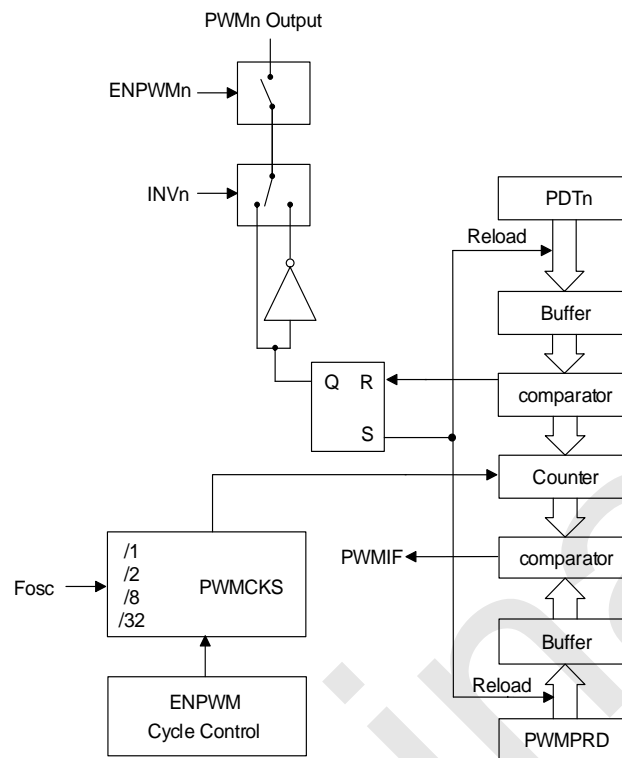 PWMn Output
ENPWMn
INVn
PDTn
Reload
Buffer
Q R
comparator
S
Counter
/1
/2
/8
/32
PWMCKS
Fosc
PWMIF
comparator
Buffer
ENPWM
Cycle Control
Reload
PWMPRD